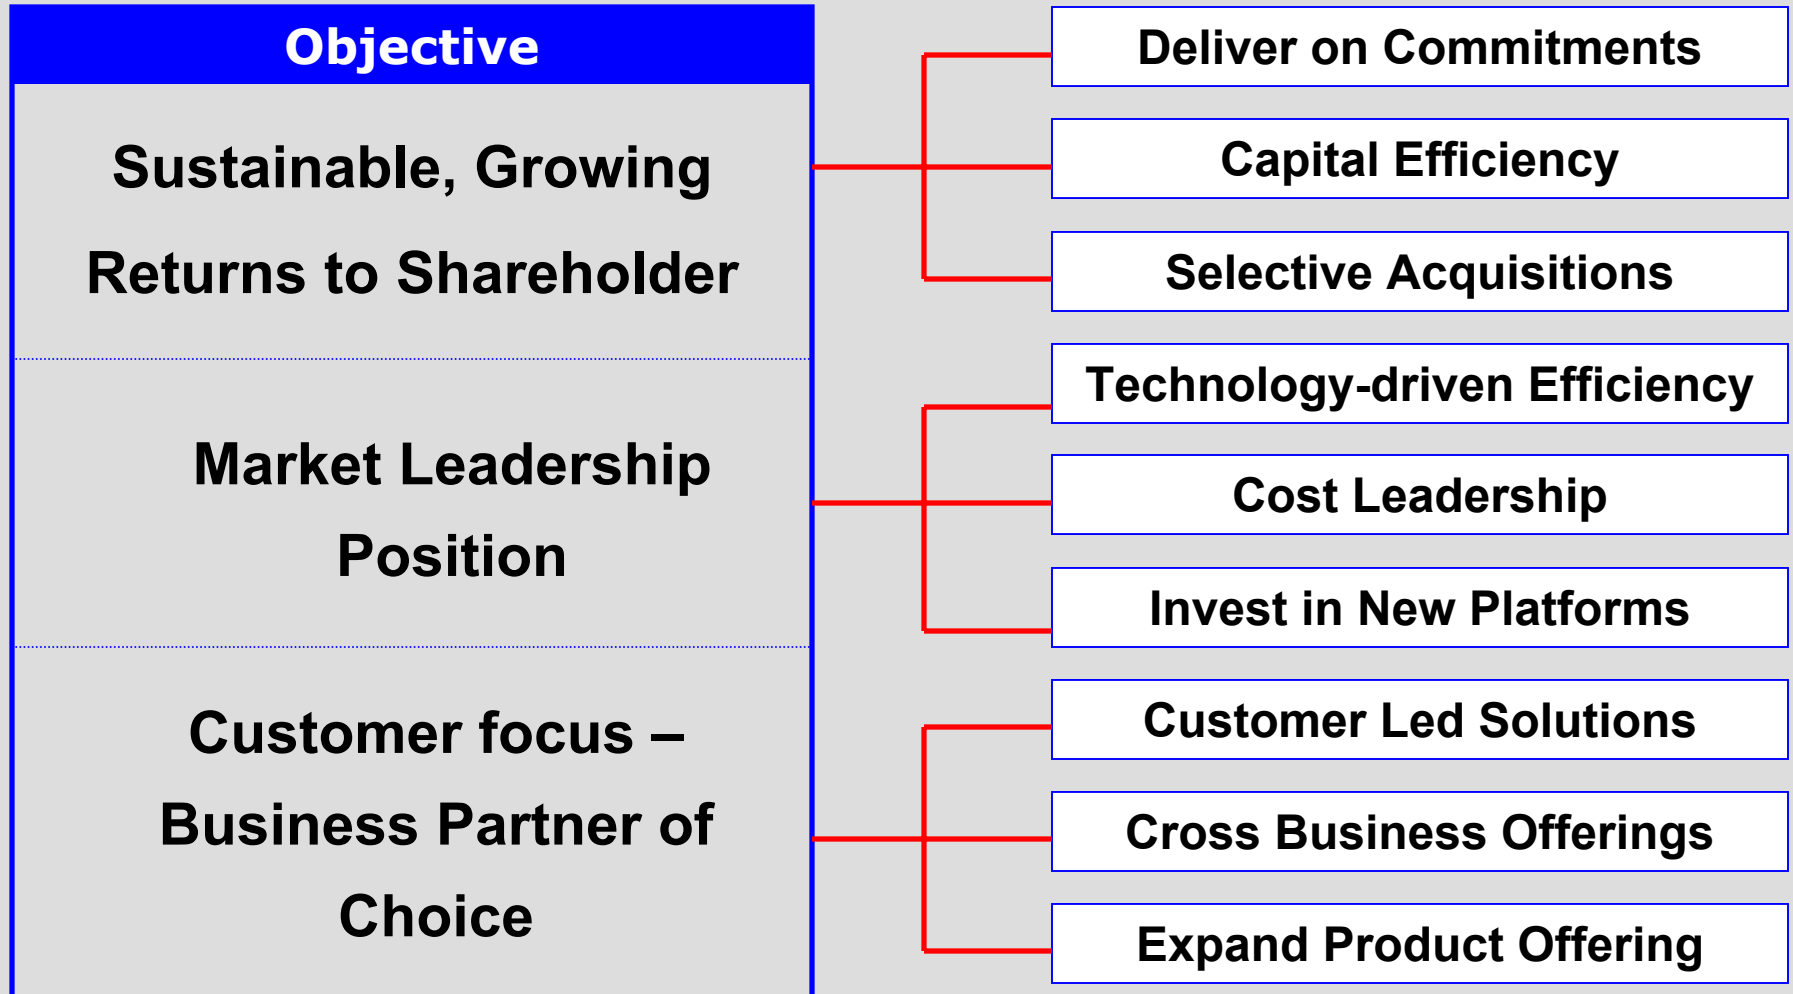 Objective
Sustainable, Growing
Returns to Shareholder
Deliver on Commitments
Capital Efficiency
Selective Acquisitions
Market Leadership
Position
Technology-driven Efficiency
Cost Leadership
Invest in New Platforms
Customer focus –
Business Partner of
Choice
Customer Led Solutions
Cross Business Offerings
Expand Product Offering